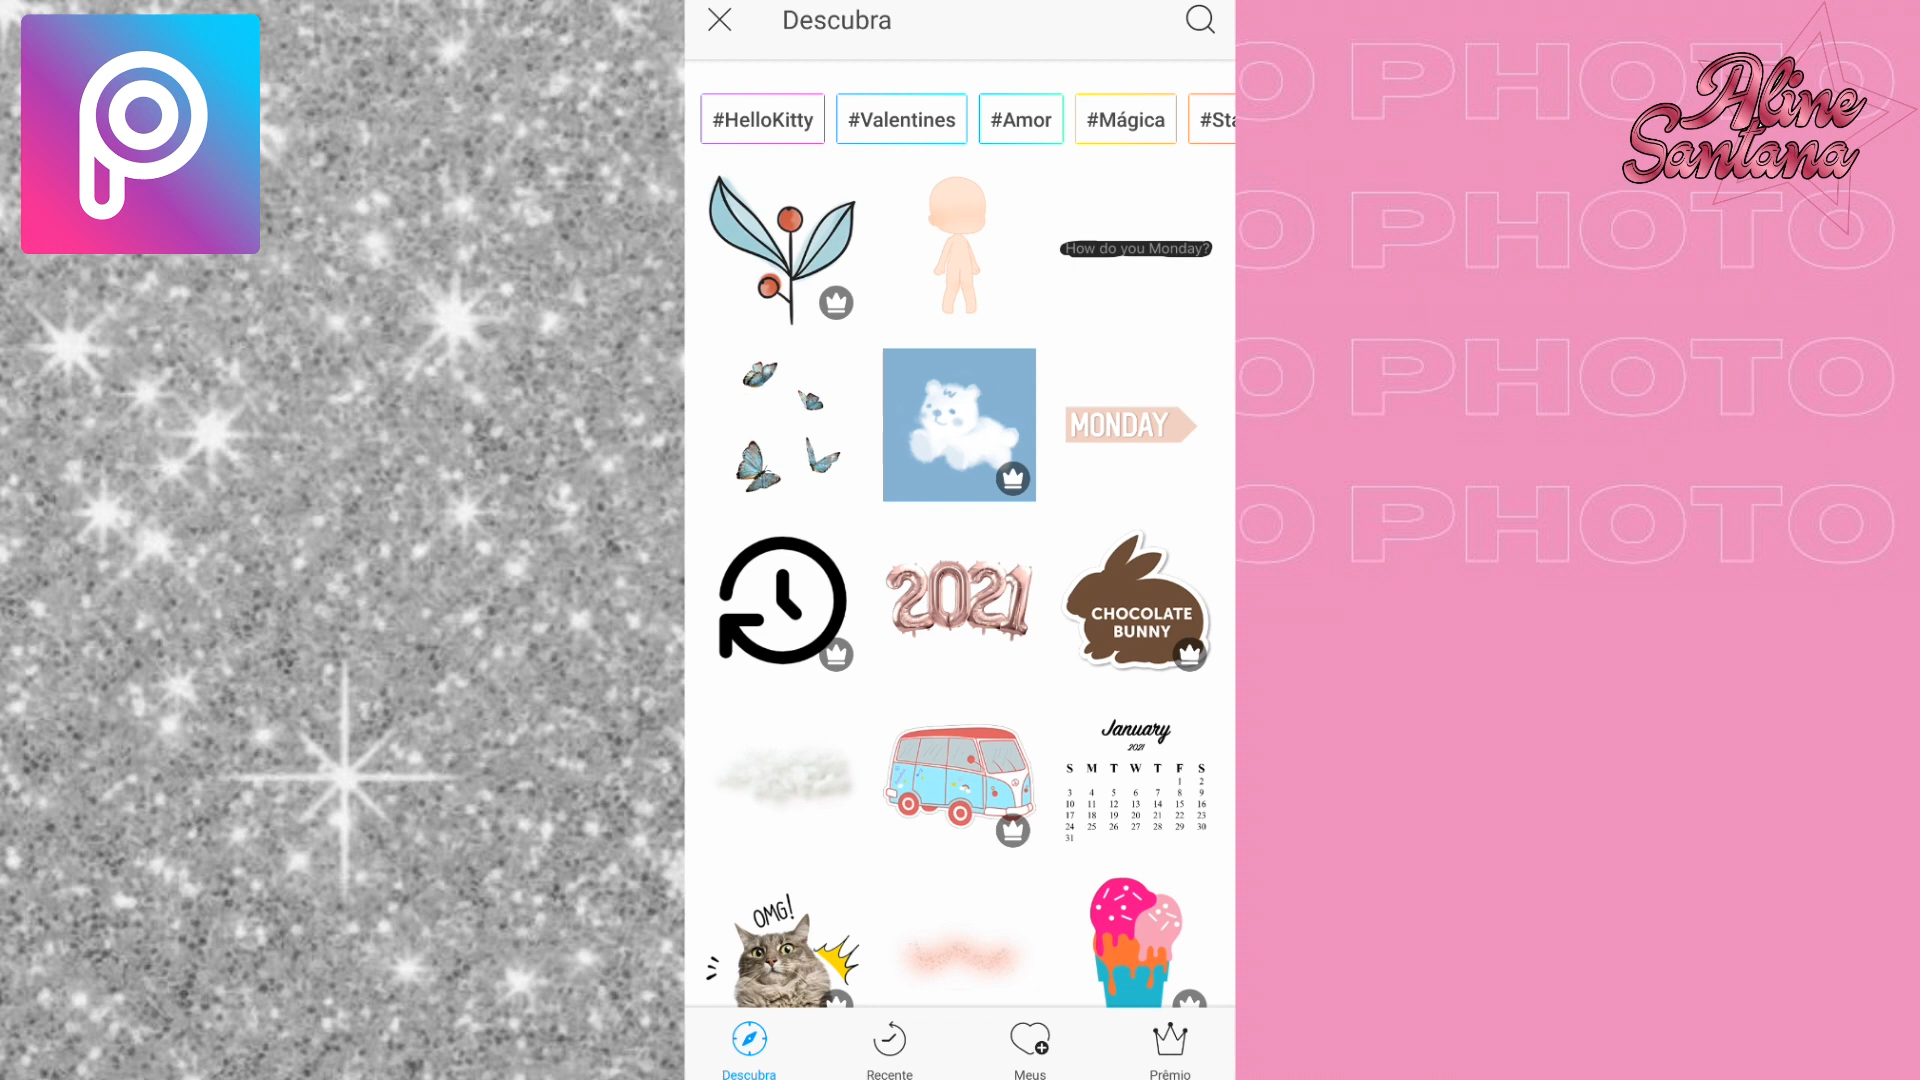 Descubra
#HelloKitty
#Valentines
#Amor
#Mágica
#Sta
How do you Monday?
MONDAY
2021
CHOCOLATE
BUNNY
January
2021
S M T W T F S
1 2
3 4 5 6 7 8 9
10 11 12 13 14 15 16
17 18 19 20 21 22 23
24 25 26 27 28 29 30
31
OMG!
Descubra
Recente
Meus
Prêmio
Aline
Santana
O PHOTO
O PHOTO
O PHOTO
O PHOTO